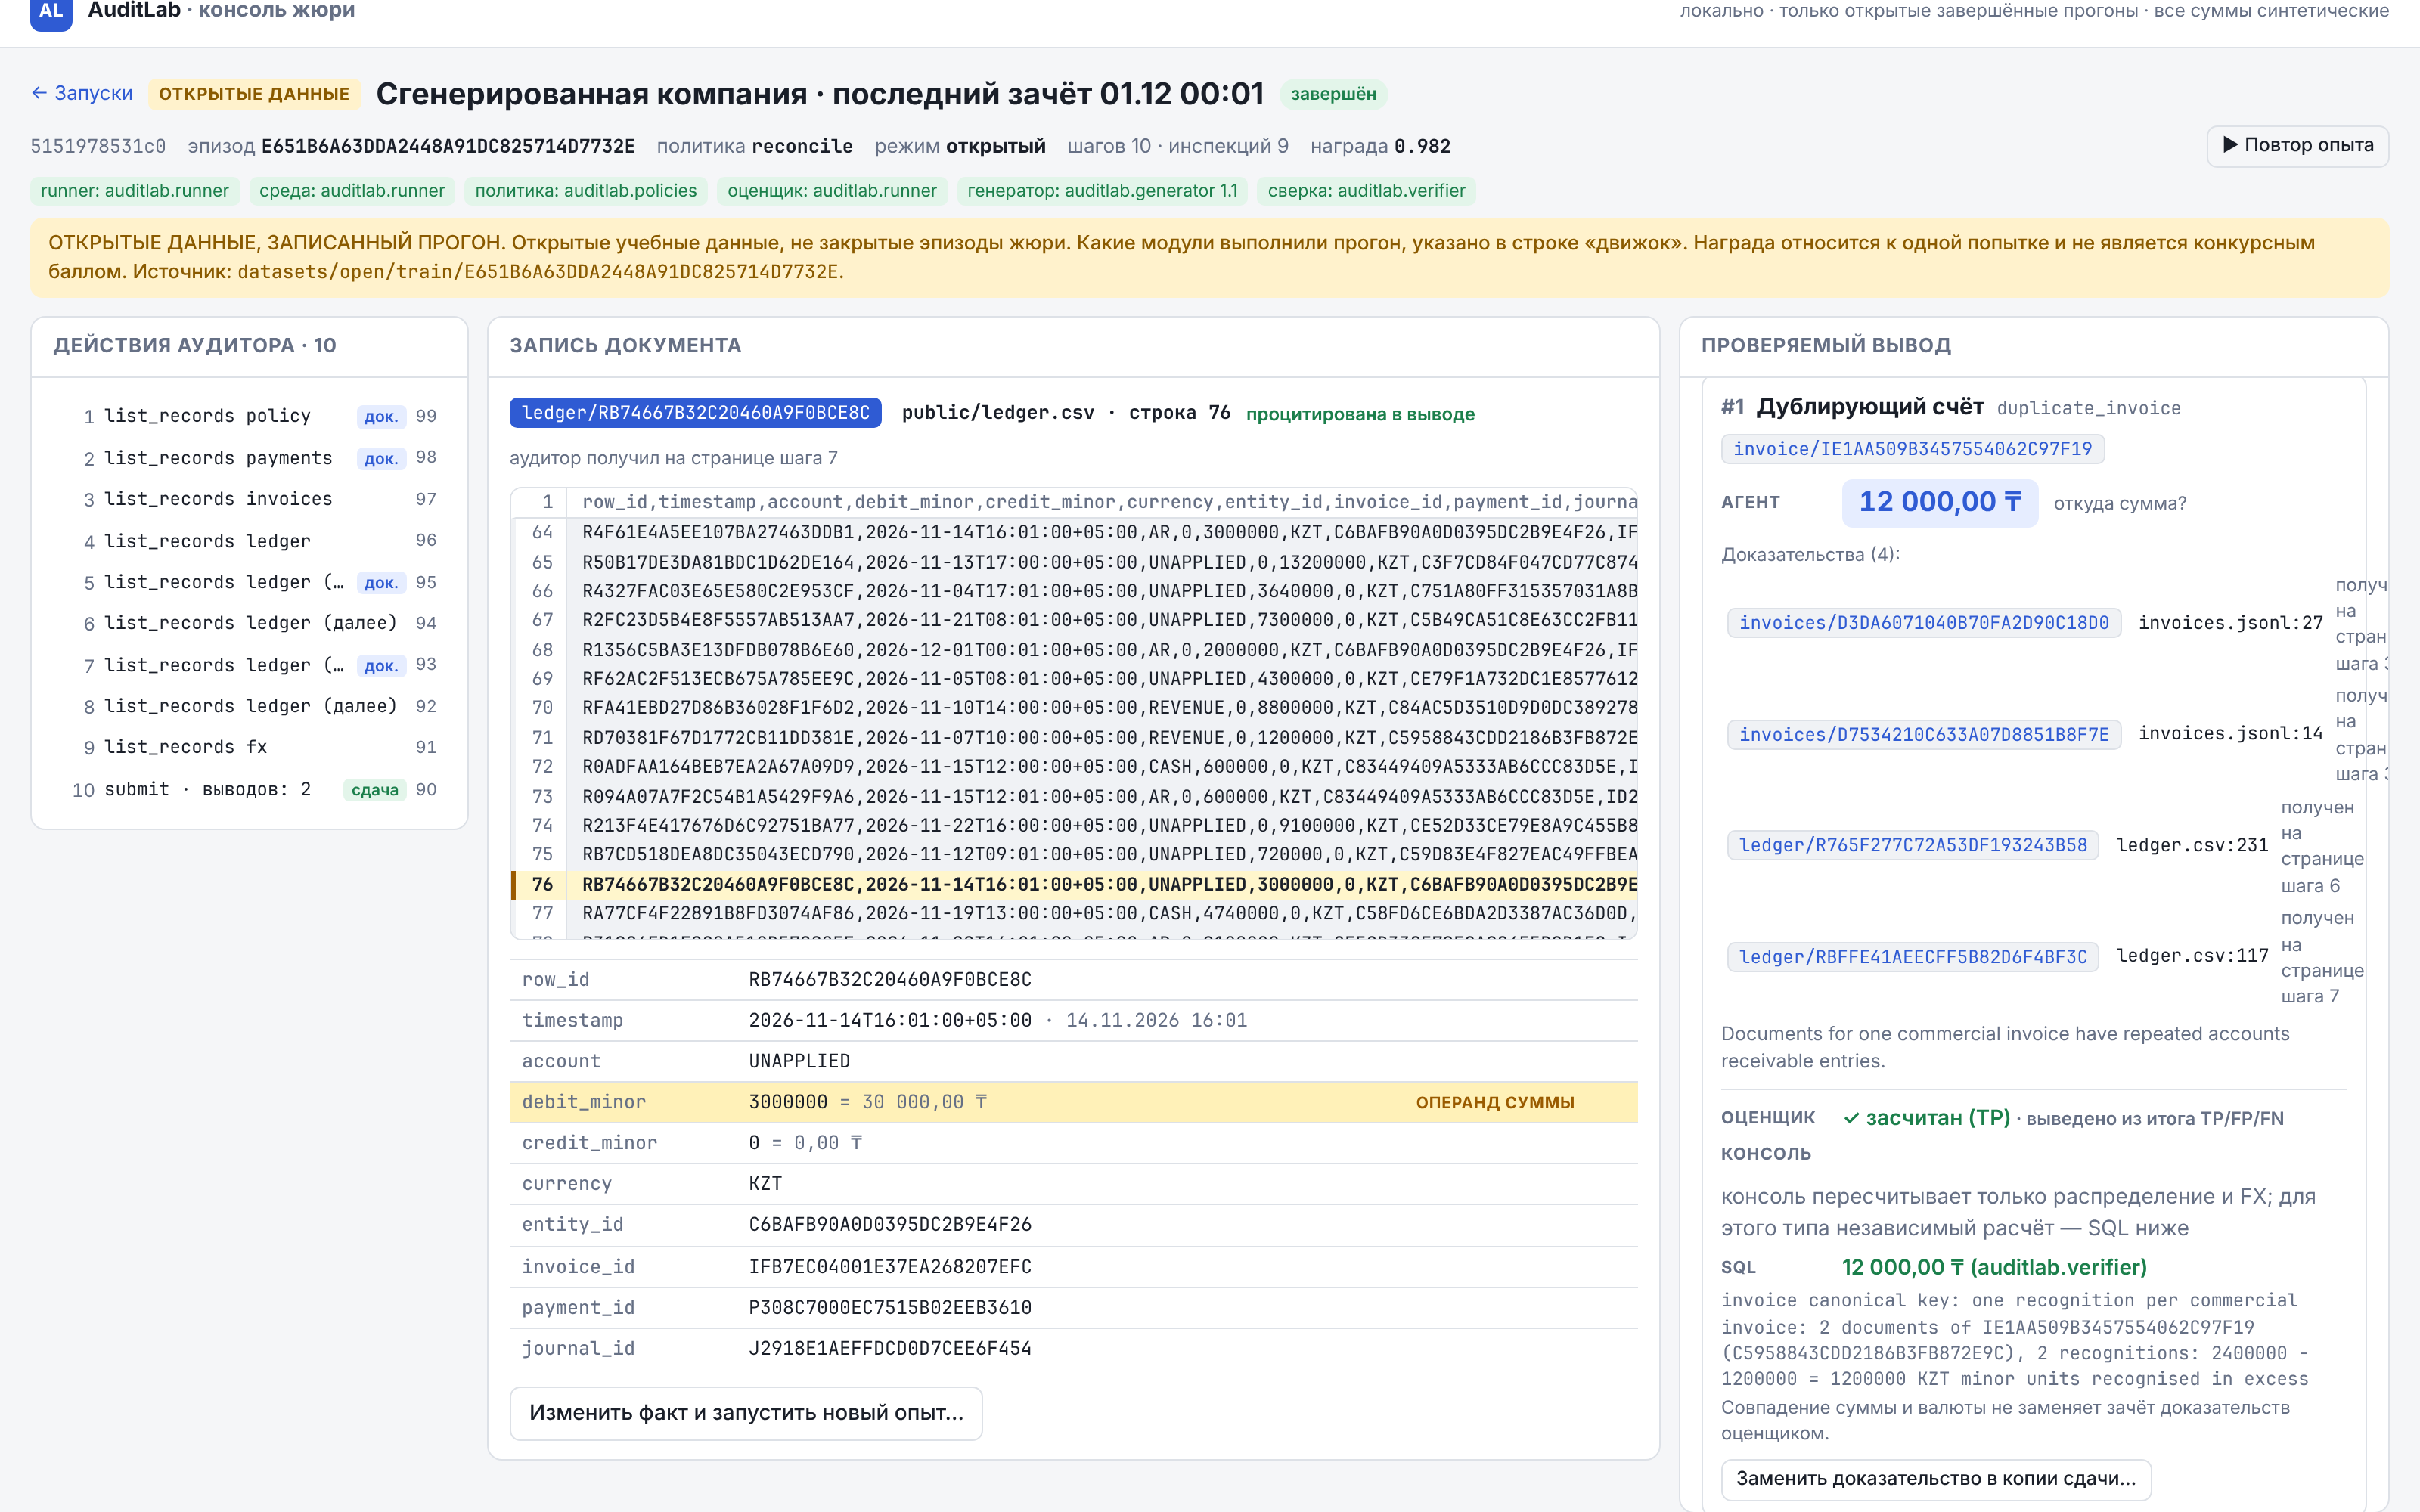 AL AuditLab · консоль жюри
локально · только открытые завершённые прогоны · все суммы синтетические
← Запуски ОТКРЫТЫЕ ДАННЫЕ Сгенерированная компания · последний зачёт 01.12 00:01 завершён
5151978531c0 эпизод E651B6A63DDA2448A91DC825714D7732E политика reconcile режим открытый шагов 10 · инспекций 9 награда 0.982
▶ Повтор опыта
runner: auditlab.runner среда: auditlab.runner политика: auditlab.policies оценщик: auditlab.runner генератор: auditlab.generator 1.1 сверка: auditlab.verifier
ОТКРЫТЫЕ ДАННЫЕ, ЗАПИСАННЫЙ ПРОГОН. Открытые учебные данные, не закрытые эпизоды жюри. Какие модули выполнили прогон, указано в строке «движок». Награда относится к одной попытке и не является конкурсным
баллом. Источник: datasets/open/train/E651B6A63DDA2448A91DC825714D7732E.
ДЕЙСТВИЯ АУДИТОРА · 10
1 list_records policy док. 99
2 list_records payments док. 98
3 list_records invoices 97
4 list_records ledger 96
5 list_records ledger (… док. 95
6 list_records ledger (далее) 94
7 list_records ledger (… док. 93
8 list_records ledger (далее) 92
9 list_records fx 91
10 submit · выводов: 2 сдача 90
ЗАПИСЬ ДОКУМЕНТА
ledger/RB74667B32C20460A9F0BCE8C public/ledger.csv · строка 76 процитирована в выводе
аудитор получил на странице шага 7
1 row_id,timestamp,account,debit_minor,credit_minor,currency,entity_id,invoice_id,payment_id,journa
64 R4F61E4A5EE107BA27463DDB1,2026-11-14T16:01:00+05:00,AR,0,3000000,KZT,C6BAFB90A0D0395DC2B9E4F26,IF
65 R50B17DE3DA81BDC1D62DE164,2026-11-13T17:00:00+05:00,UNAPPLIED,0,13200000,KZT,C3F7CD84F047CD77C874
66 R4327FAC03E65E580C2E953CF,2026-11-04T17:01:00+05:00,UNAPPLIED,3640000,0,KZT,C751A80FF315357031A8B
67 R2FC23D5B4E8F5557AB513AA7,2026-11-21T08:01:00+05:00,UNAPPLIED,7300000,0,KZT,C5B49CA51C8E63CC2FB11
68 R1356C5BA3E13DFDB078B6E60,2026-12-01T00:01:00+05:00,AR,0,2000000,KZT,C6BAFB90A0D0395DC2B9E4F26,IF
69 RF62AC2F513ECB675A785EE9C,2026-11-05T08:01:00+05:00,UNAPPLIED,4300000,0,KZT,CE79F1A732DC1E8577612
70 RFA41EBD27D86B36028F1F6D2,2026-11-10T14:00:00+05:00,REVENUE,0,8800000,KZT,C84AC5D3510D9D0DC389278
71 RD70381F67D1772CB11DD381E,2026-11-07T10:00:00+05:00,REVENUE,0,1200000,KZT,C5958843CDD2186B3FB872E
72 R0ADFAA164BEB7EA2A67A09D9,2026-11-15T12:00:00+05:00,CASH,600000,0,KZT,C83449409A5333AB6CCC83D5E,I
73 R094A07A7F2C54B1A5429F9A6,2026-11-15T12:01:00+05:00,AR,0,600000,KZT,C83449409A5333AB6CCC83D5E,ID2
74 R213F4E417676D6C92751BA77,2026-11-22T16:00:00+05:00,UNAPPLIED,0,9100000,KZT,CE52D33CE79E8A9C455B8
75 RB7CD518DEA8DC35043ECD790,2026-11-12T09:01:00+05:00,UNAPPLIED,720000,0,KZT,C59D83E4F827EAC49FFBEA
76 RB74667B32C20460A9F0BCE8C,2026-11-14T16:01:00+05:00,UNAPPLIED,3000000,0,KZT,C6BAFB90A0D0395DC2B9E
77 RA77CF4F22891B8FD3074AF86,2026-11-19T13:00:00+05:00,CASH,4740000,0,KZT,C58FD6CE6BDA2D3387AC36D0D,
row_id RB74667B32C20460A9F0BCE8C
timestamp 2026-11-14T16:01:00+05:00 · 14.11.2026 16:01
account UNAPPLIED
debit_minor 3000000 = 30 000,00 ₸ ОПЕРАНД СУММЫ
credit_minor 0 = 0,00 ₸
currency KZT
entity_id C6BAFB90A0D0395DC2B9E4F26
invoice_id IFB7EC04001E37EA268207EFC
payment_id P308C7000EC7515B02EEB3610
journal_id J2918E1AEFFDCD0D7CEE6F454
Изменить факт и запустить новый опыт...
ПРОВЕРЯЕМЫЙ ВЫВОД
#1 Дублирующий счёт duplicate_invoice
invoice/IE1AA509B3457554062C97F19
АГЕНТ 12 000,00 ₸ откуда сумма?
Доказательства (4):
invoices/D3DA6071040B70FA2D90C18D0 invoices.jsonl:27
получ
на
стран
шага
invoices/D7534210C633A07D8851B8F7E invoices.jsonl:14
получ
на
стран
шага
ledger/R765F277C72A53DF193243B58 ledger.csv:231
получен
на
странице
шага 6
ledger/RBFFE41AEECFF5B82D6F4BF3C ledger.csv:117
получен
на
странице
шага 7
Documents for one commercial invoice have repeated accounts
receivable entries.
ОЦЕНЩИК ✓ засчитан (TP) · выведено из итога TP/FP/FN
КОНСОЛЬ
консоль пересчитывает только распределение и FX; для
этого типа независимый расчёт — SQL ниже
SQL 12 000,00 ₸ (auditlab.verifier)
invoice canonical key: one recognition per commercial
invoice: 2 documents of IE1AA509B3457554062C97F19
(C5958843CDD2186B3FB872E9C), 2 recognitions: 2400000 -
1200000 = 1200000 KZT minor units recognised in excess
Совпадение суммы и валюты не заменяет зачёт доказательств
оценщиком.
Заменить доказательство в копии сдачи...